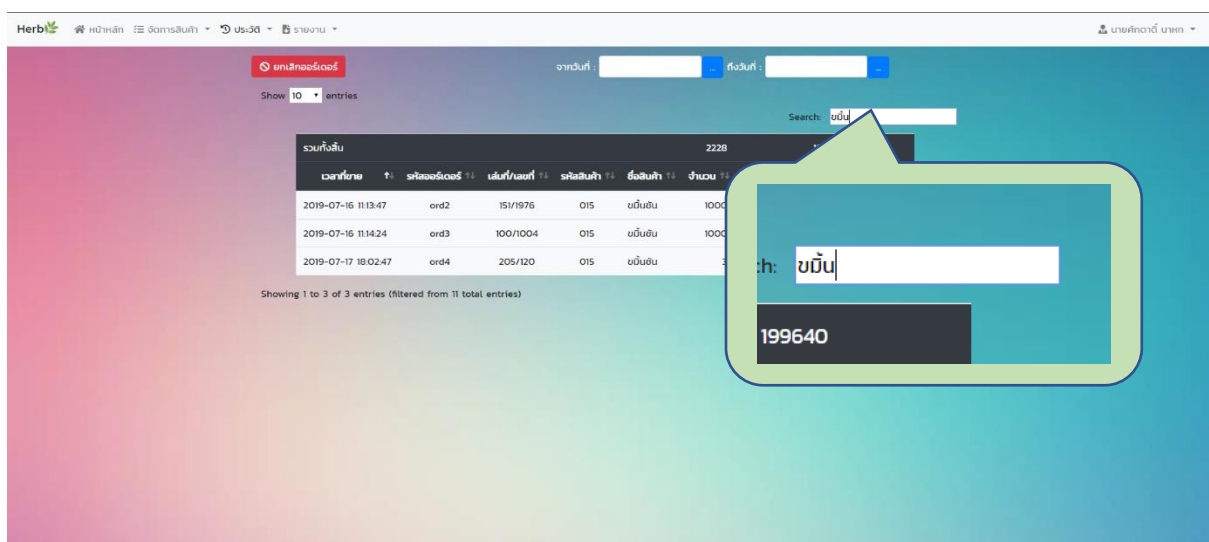 Herb หน้าหลัก จัดการสินค้า ประวัติ รายงาน นายศักดาดิ์ นาหก
ยกเลิกออร์เดอร์ จากวันที่ : ... ถึงวันที่ : ...
Show 10 entries
Search: ขมิ้น
รวมทั้งสิ้น 2228
เวลาที่ขาย รหัสออร์เดอร์ เล่มที่/เลขที่ รหัสสินค้า ชื่อสินค้า จำนวน
2019-07-16 11:13:47 ord2 151/1976 015 ขมิ้นชัน 1000
2019-07-16 11:14:24 ord3 100/1004 015 ขมิ้นชัน 1000
2019-07-17 18:02:47 ord4 205/120 015 ขมิ้นชัน
Showing 1 to 3 of 3 entries (filtered from 11 total entries)
ch: ขมิ้น
199640